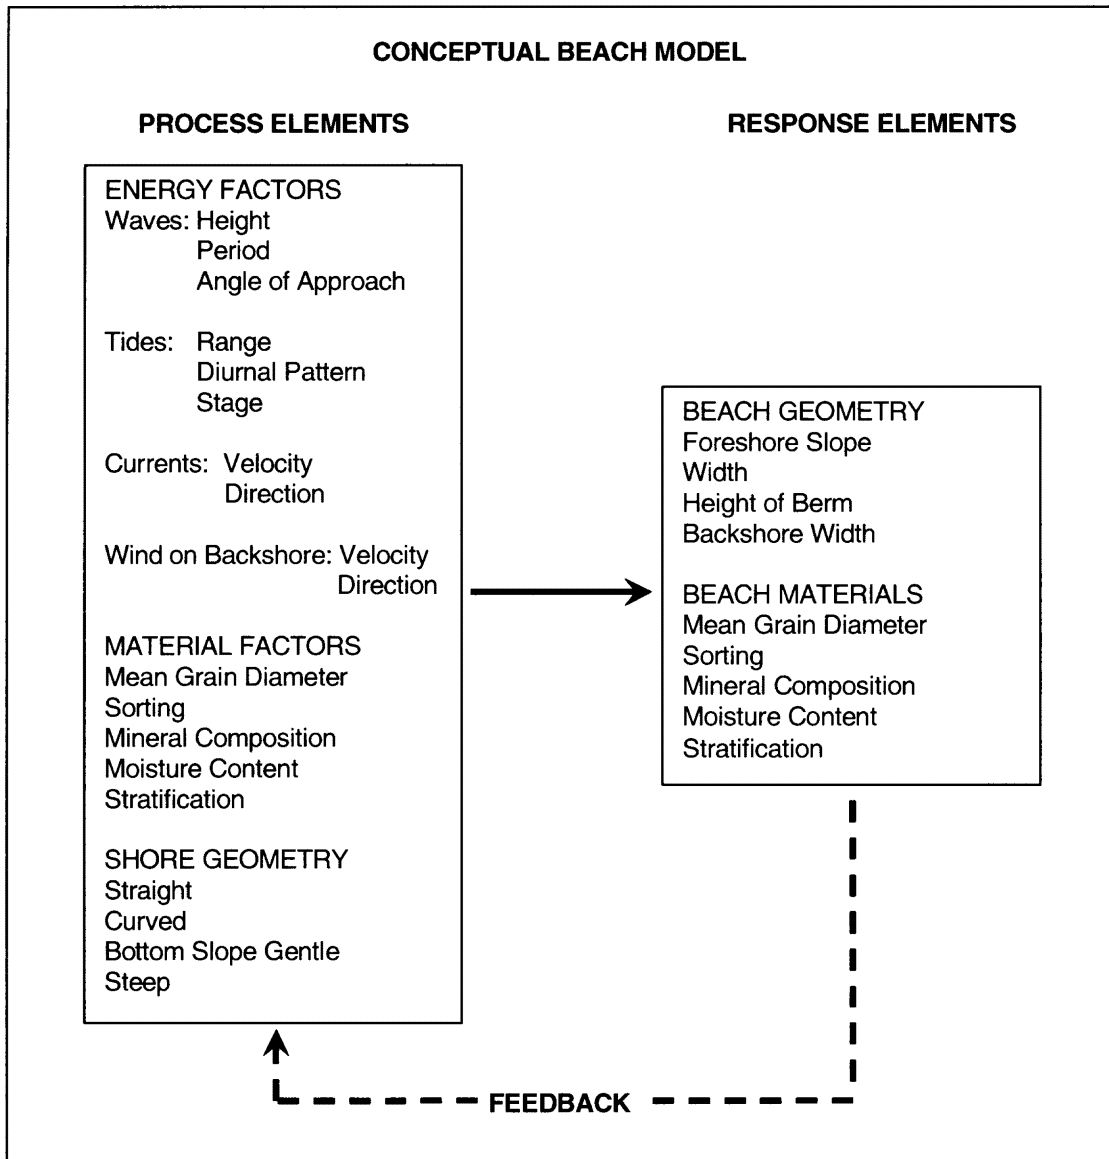 CONCEPTUAL BEACH MODEL
PROCESS ELEMENTS
ENERGY FACTORS
Waves: Height
Period
Angle of Approach
Tides: Range
Diurnal Pattern
Stage
Currents: Velocity
Direction
Wind on Backshore: Velocity
Direction
MATERIAL FACTORS
Mean Grain Diameter
Sorting
Mineral Composition
Moisture Content
Stratification
SHORE GEOMETRY
Straight
Curved
Bottom Slope Gentle
Steep
RESPONSE ELEMENTS
BEACH GEOMETRY
Foreshore Slope
Width
Height of Berm
Backshore Width
BEACH MATERIALS
Mean Grain Diameter
Sorting
Mineral Composition
Moisture Content
Stratification
FEEDBACK